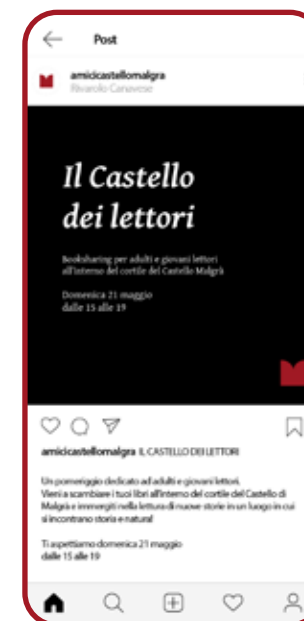 Post
amicicastellomalgra
Rivarolo Canavese
Il Castello
dei lettori
Booksharing per adulti e giovani lettori
all'interno del cortile del Castello Malgrà
Domenica 21 maggio
dalle 15 alle 19
amicicastellomalgra IL CASTELLO DEI LETTORI
Un pomeriggio dedicato ad adulti e giovani lettori.
Vieni a scambiare i tuoi libri all'interno del cortile del Castello di
Malgrà e immergiti nella lettura di nuove storie in un luogo in cui
si incontrano storia e natura!
Ti aspettiamo domenica 21 maggio
dalle 15 alle 19